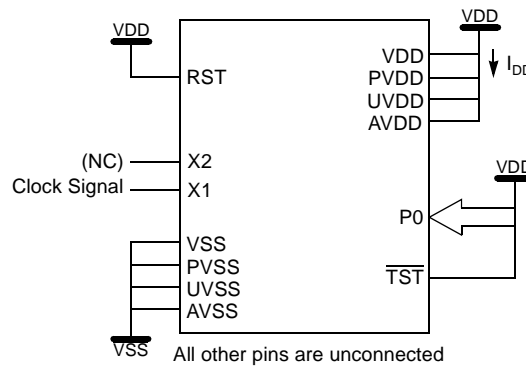 VDD
RST
(NC)
X2
Clock Signal
X1
VSS
PVSS
UVSS
AVSS
VSS
VDD
VDD
PVDD
UVDD
AVDD
IDD
VDD
P0
TST
All other pins are unconnected